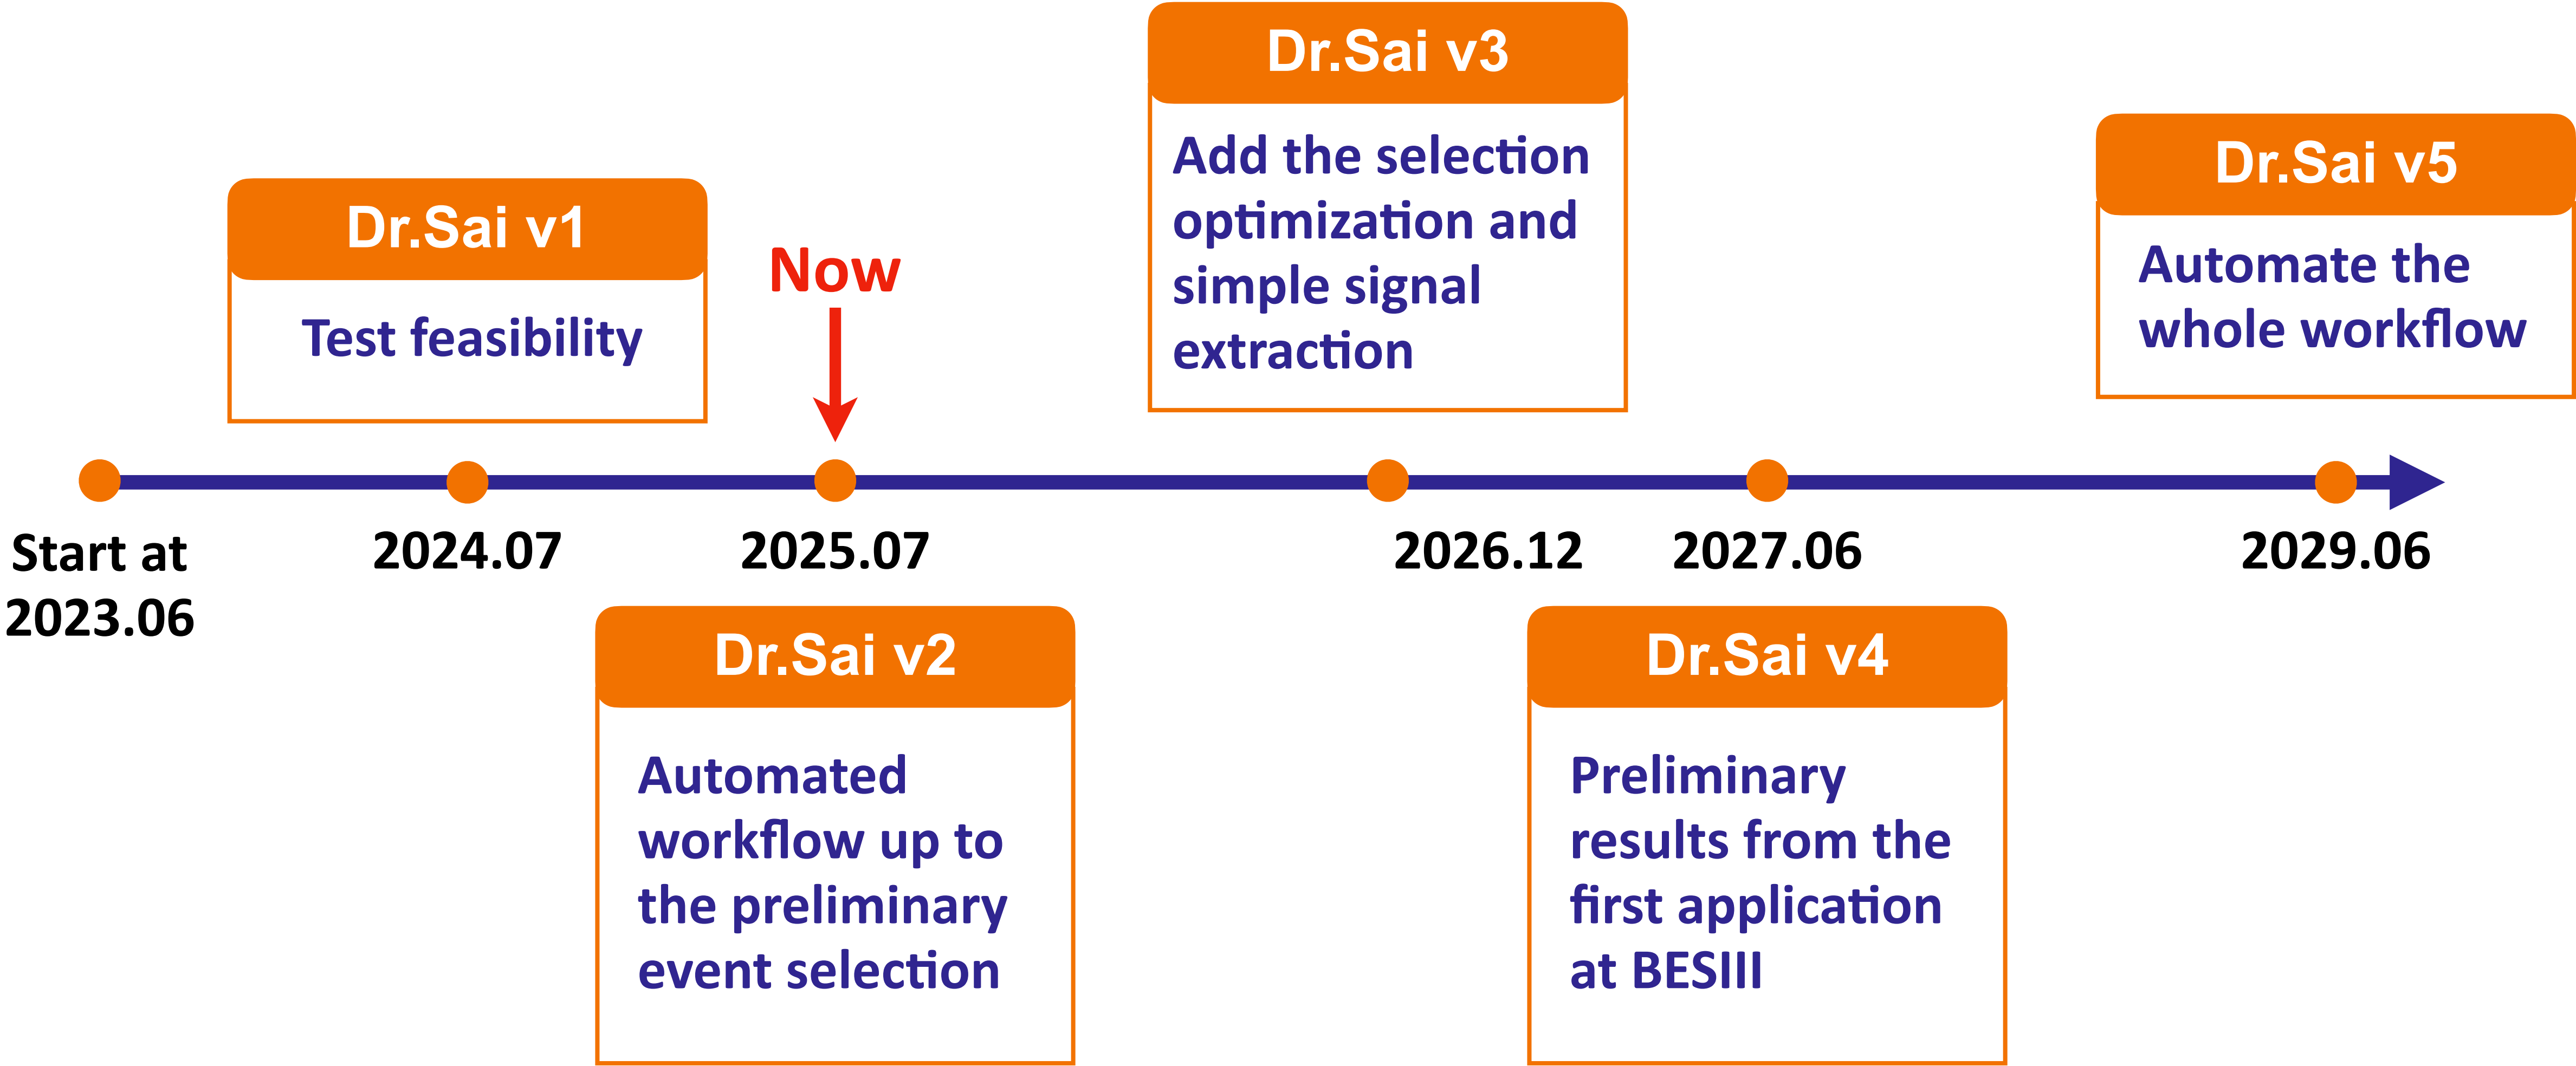 Dr.Sai v1
Test feasibility
Now
Dr.Sai v3
Add the selection
optimization and
simple signal
extraction
Dr.Sai v5
Automate the
whole workflow
Start at
2023.06
2024.07
2025.07
2026.12
2027.06
2029.06
Dr.Sai v2
Automated
workflow up to
the preliminary
event selection
Dr.Sai v4
Preliminary
results from the
first application
at BESIII